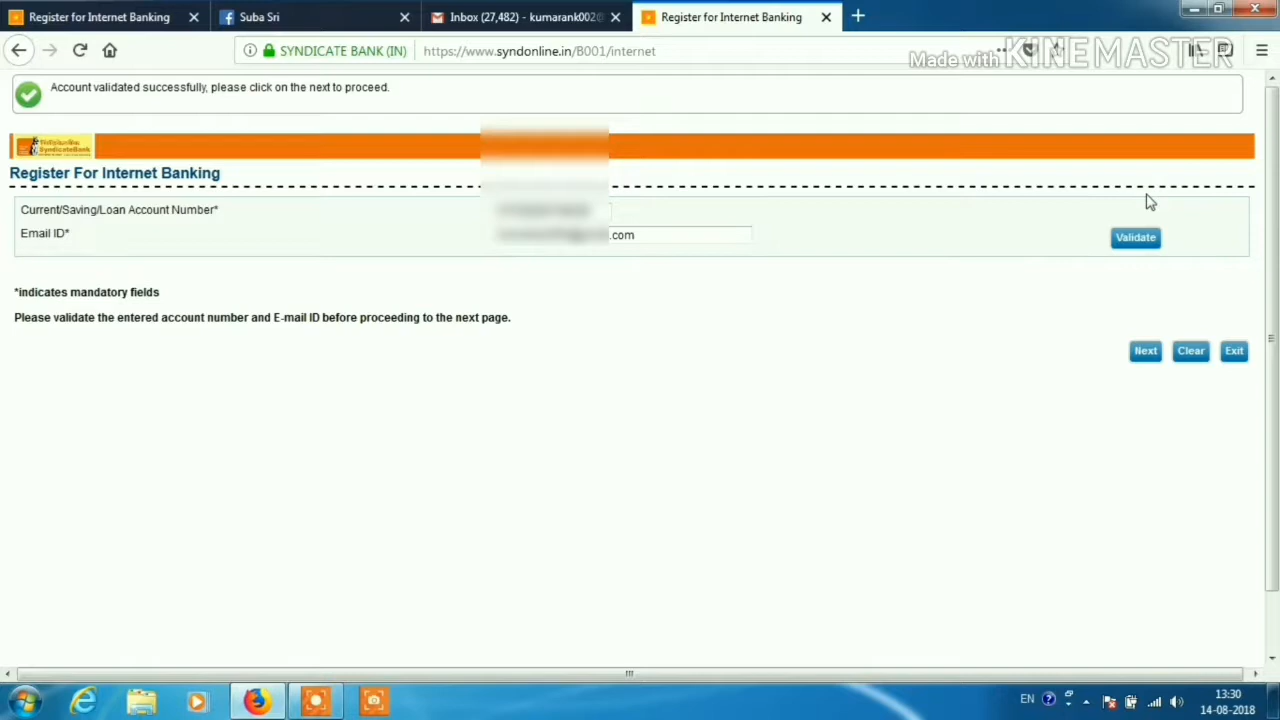 Register for Internet Banking
Suba Sri
Inbox (27,482) - kumarank002@
Register for Internet Banking
SYNDICATE BANK (IN)
https://www.syndonline.in/B001/internet
Made with KINEMASTER
Account validated successfully, please click on the next to proceed.
SyndicateBank
Register For Internet Banking
Current/Saving/Loan Account Number*
Email ID*
.com
Validate
*indicates mandatory fields
Please validate the entered account number and E-mail ID before proceeding to the next page.
Next Clear Exit
EN
13:30
14-08-2018